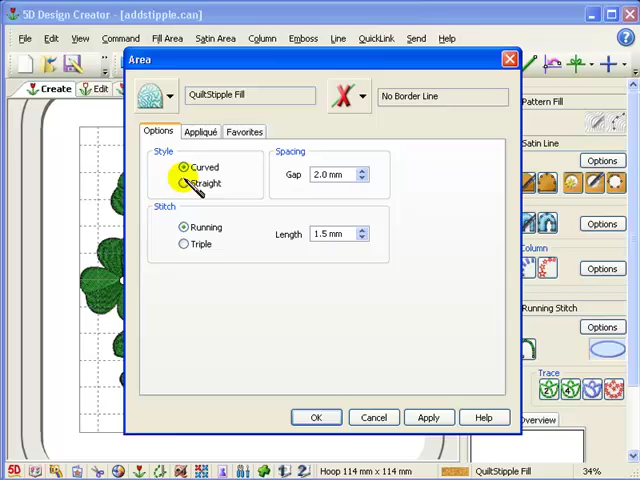 5D Design Creator - [addstipple.can]
File Edit View Command Fill Area Satin Area Column Emboss Line QuickLink Send Help
Create Edit
Area
QuiltStipple Fill No Border Line
Options Appliqué Favorites
Style
Curved
Straight
Spacing
Gap 2.0 mm
Stitch
Running
Triple
Length 1.5 mm
OK Cancel Apply Help
Pattern Fill
Satin Line
Options
Options
Column
Options
Running Stitch
Options
Trace
Overview
5D Hoop 114 mm x 114 mm QuiltStipple Fill 34%